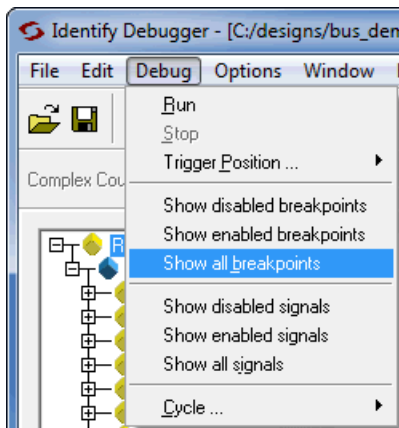 Identify Debugger - [C:/designs/bus_den
File Edit Debug Options Window
Run
Stop
Trigger Position ...
Complex Cou
Show disabled breakpoints
Show enabled breakpoints
Show all breakpoints
Show disabled signals
Show enabled signals
Show all signals
Cycle ...